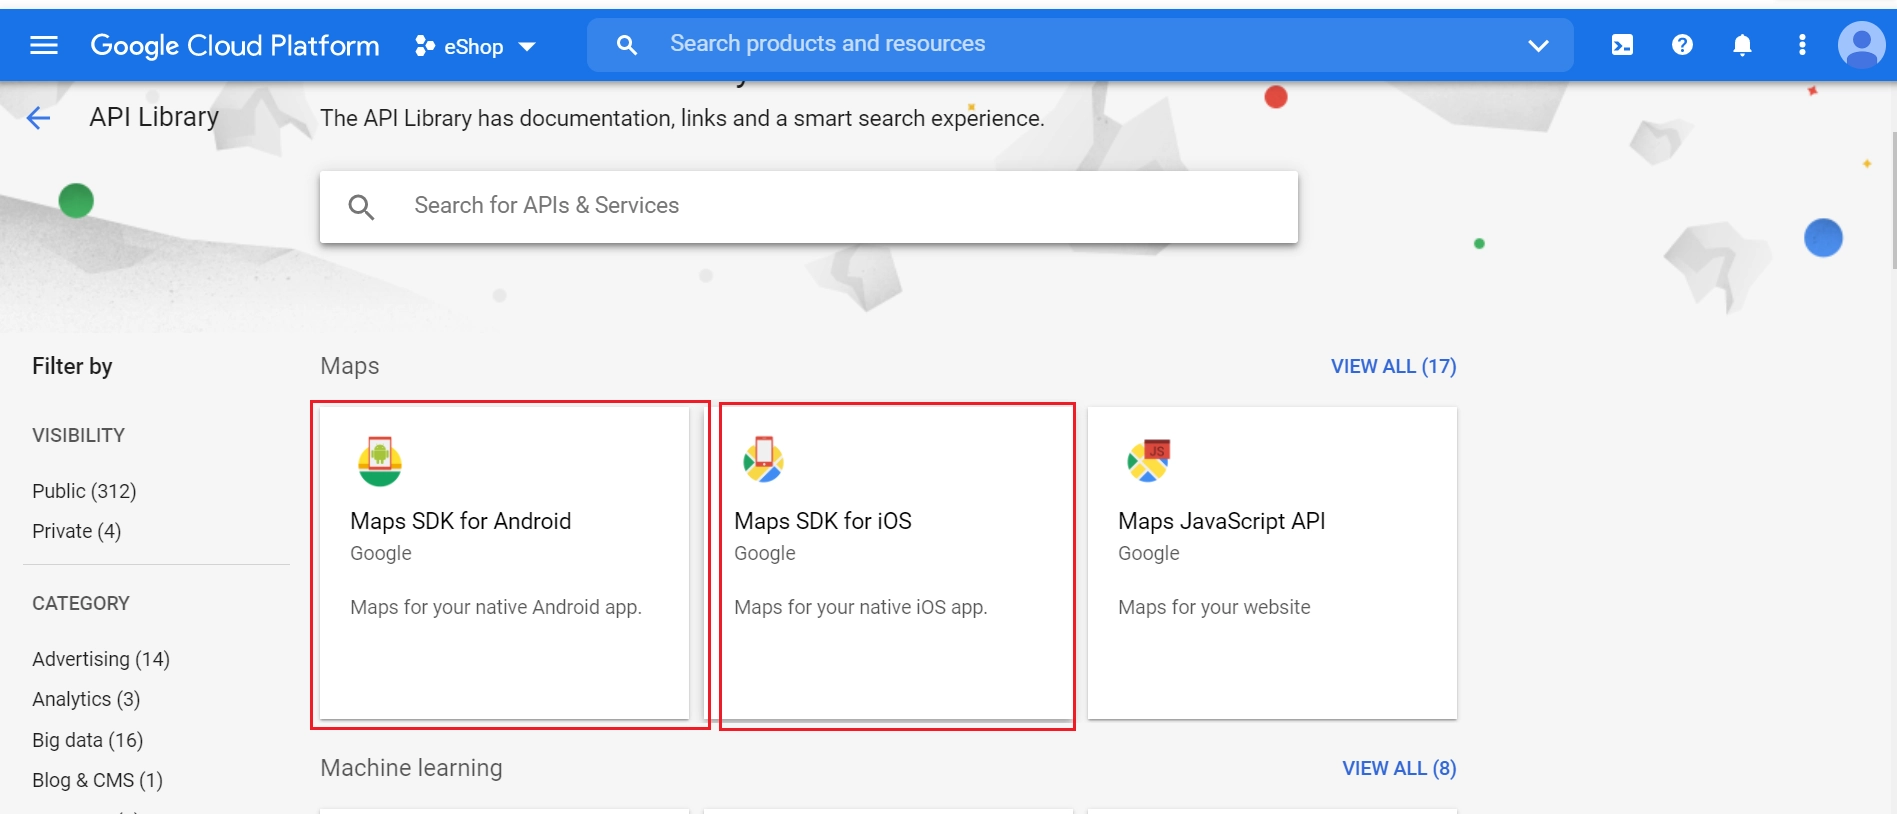 Google Cloud Platform
eShop
Search products and resources
API Library
The API Library has documentation, links and a smart search experience.
Search for APIs & Services
Filter by
VISIBILITY
Public (312)
Private (4)
CATEGORY
Advertising (14)
Analytics (3)
Big data (16)
Blog & CMS (1)
Maps
VIEW ALL (17)
Maps SDK for Android
Google
Maps for your native Android app.
Maps SDK for iOS
Google
Maps for your native iOS app.
JS
Maps JavaScript API
Google
Maps for your website
Machine learning
VIEW ALL (8)